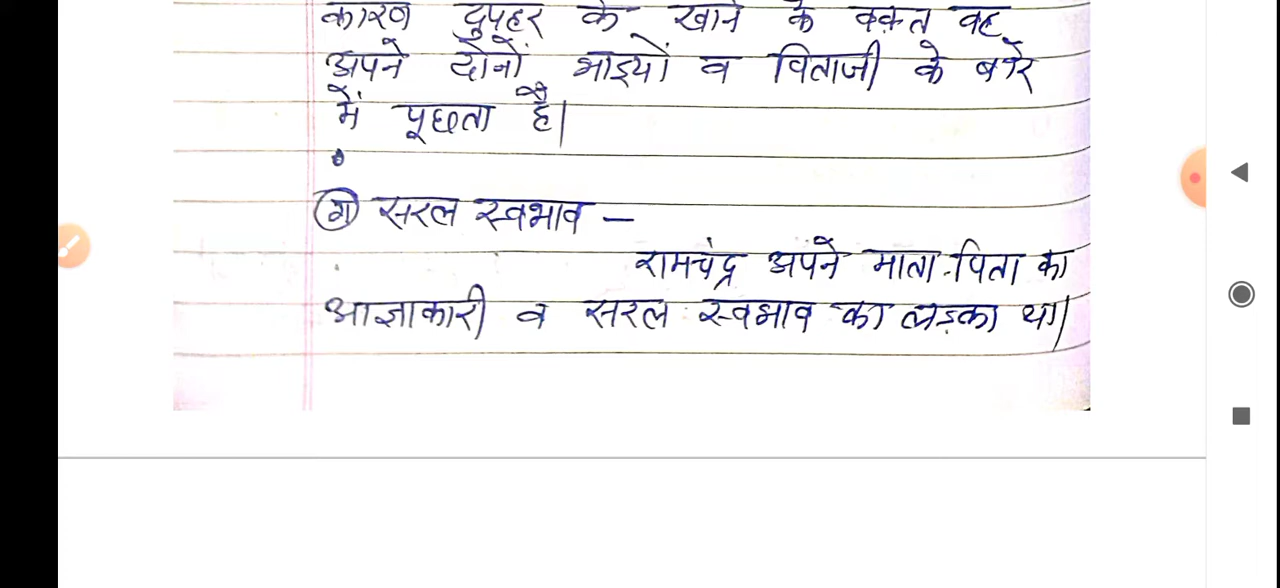 कारण दुपहर के खाने के वक़्त वह
अपने दोनों भाइयों व पिताजी के बारे
में पूछता है।
(ग) सरल स्वभाव –
रामचंद्र अपने माता-पिता का
आज्ञाकारी व सरल स्वभाव का लड़का था।